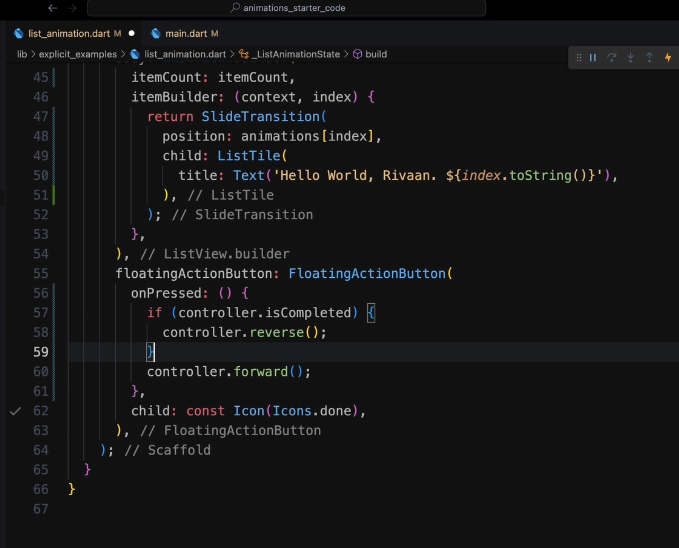 animations_starter_code
list_animation.dart M
main.dart M
lib > explicit_examples > list_animation.dart > _ListAnimationState > build
45 itemCount: itemCount,
46 itemBuilder: (context, index) {
47 return SlideTransition(
48 position: animations[index],
49 child: ListTile(
50 title: Text('Hello World, Rivaan. ${index.toString()}'),
51 ), // ListTile
52 ); // SlideTransition
53 },
54 ), // ListView.builder
55 floatingActionButton: FloatingActionButton(
56 onPressed: () {
57 if (controller.isCompleted) {
58 controller.reverse();
59 }
60 controller.forward();
61 },
62 child: const Icon(Icons.done),
63 ), // FloatingActionButton
64 ); // Scaffold
65 }
66 }
67